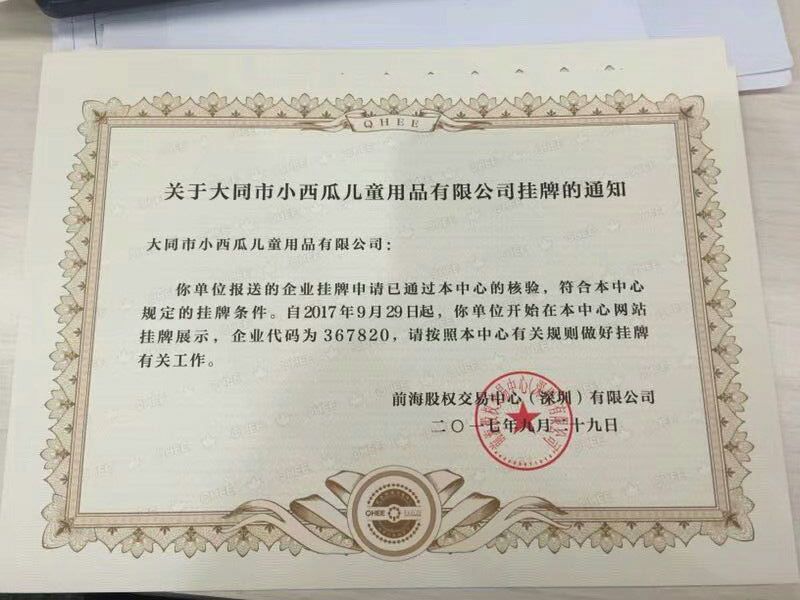 QHEE
关于大同市小西瓜儿童用品有限公司挂牌的通知
大同市小西瓜儿童用品有限公司：
你单位报送的企业挂牌申请已通过本中心的核验，符合本中心
规定的挂牌条件。自2017年9月29日起，你单位开始在本中心网站
挂牌展示，企业代码为367820，请按照本中心有关规则做好挂牌
有关工作。
前海股权交易中心（深圳）有限公司
二〇一七年九月二十九日
QHEE